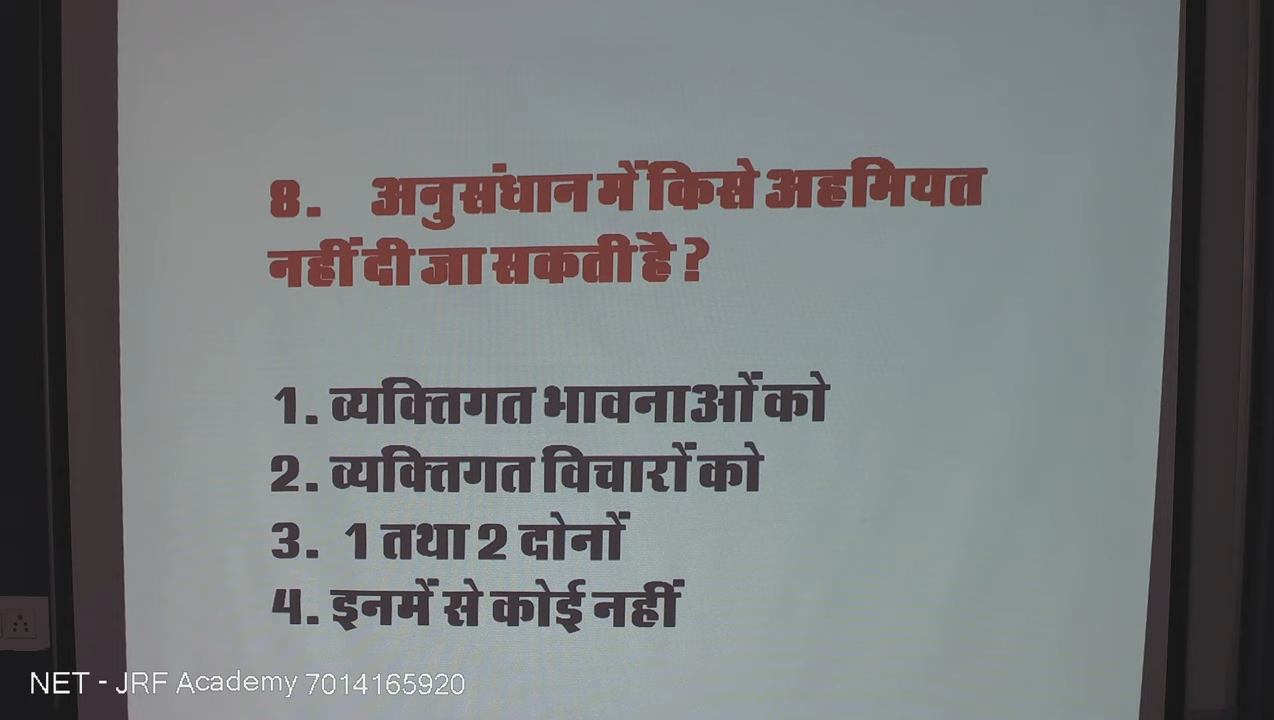 8. अनुसंधान में किसे अहमियत
नहीं दी जा सकती है ?
1. व्यक्तिगत भावनाओं को
2. व्यक्तिगत विचारों को
3. 1 तथा 2 दोनों
4. इनमें से कोई नहीं
NET - JRF Academy 7014165920